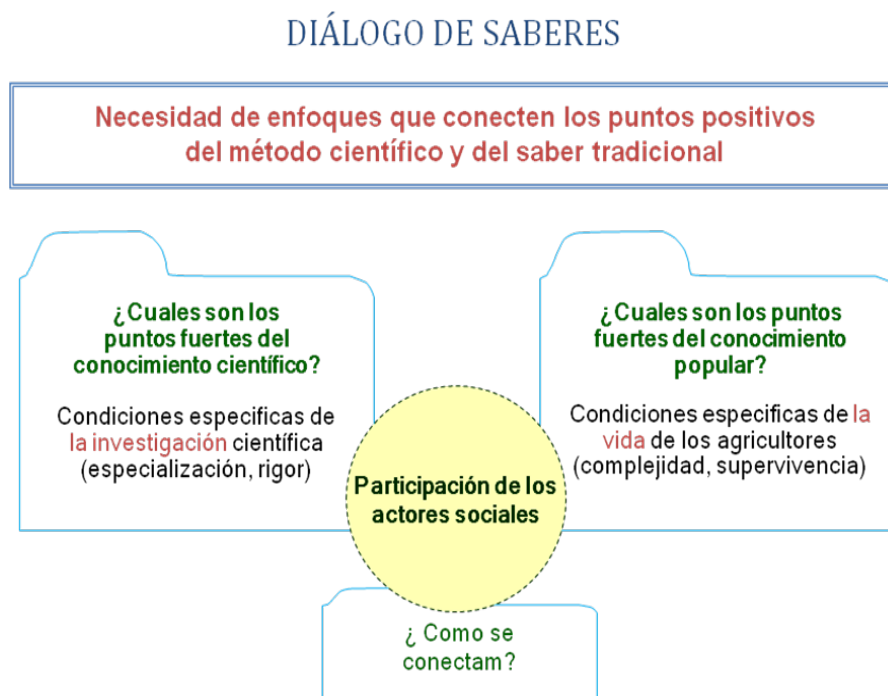 DIÁLOGO DE SABERES
Necesidad de enfoques que conecten los puntos positivos
del método científico y del saber tradicional
¿Cuales son los
puntos fuertes del
conocimiento científico?
Condiciones especificas de
la investigación científica
(especialización, rigor)
¿Cuales son los puntos
fuertes del conocimiento
popular?
Condiciones especificas de la
vida de los agricultores
(complejidad, supervivencia)
Participación de los
actores sociales
¿ Como se
conectam?